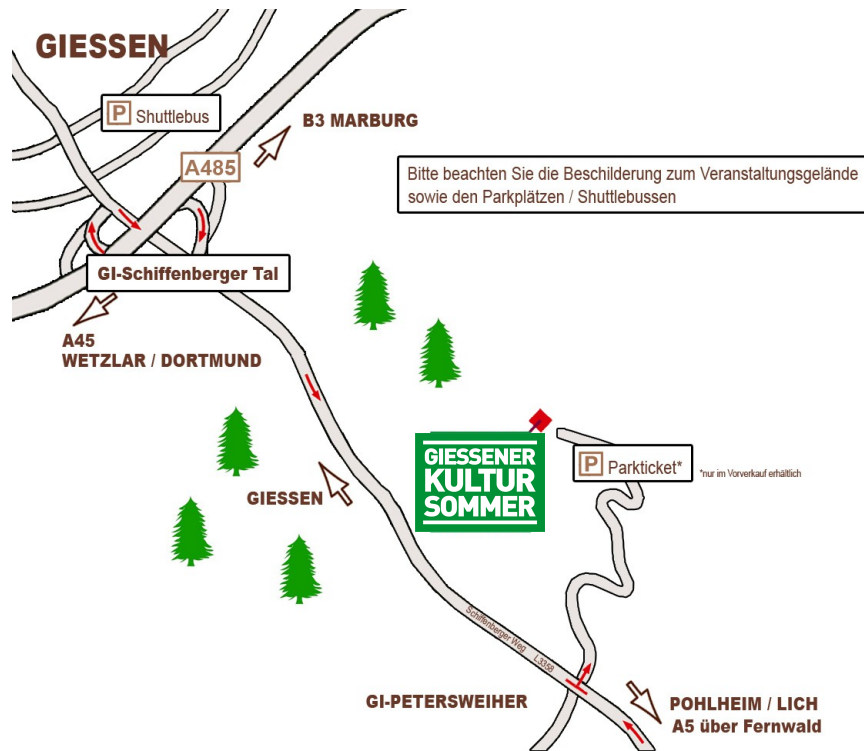 GIESSEN
P Shuttlebus
B3 MARBURG
A485
Bitte beachten Sie die Beschilderung zum Veranstaltungsgelände
sowie den Parkplätzen / Shuttlebussen
GI-Schiffenberger Tal
A45
WETZLAR / DORTMUND
GIESSENER
KULTUR
SOMMER
P Parkticket*
*nur im Vorverkauf erhältlich
GIESSEN
Schiffenberger Weg L3358
GI-PETERSWEIHER
POHLHEIM / LICH
A5 über Fernwald